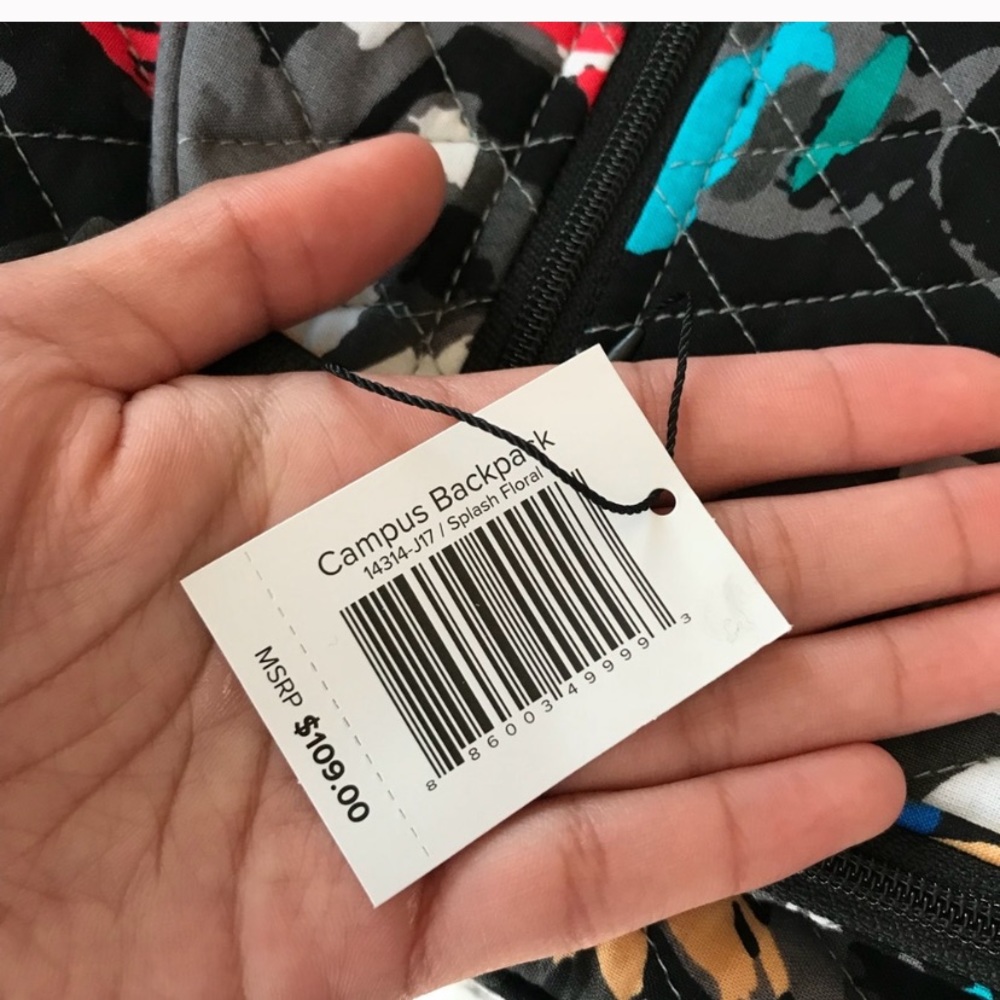 Campus Backpack
14314-J17 / Splash Floral
8 86003 49999 3
MSRP $109.00